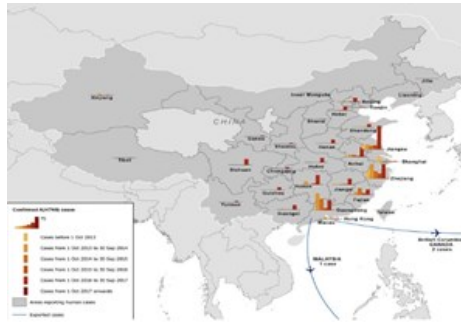 Jilin
Inner Mongolia
Liaoning
Beijing
Tianjin
Hebei
Xinjiang
Shanxi
Shandong
CHINA
Gansu
Shaanxi
Henan
Jiangsu
Anhui
Shanghai
Tibet
Sichuan
Chongqing
Hubei
Zhejiang
Hunan
Jiangxi
Guizhou
Fujian
Yunnan
Guangxi
Guangdong
Taiwan
Hong Kong
Macao
British Columbia
CANADA
2 cases
MALAYSIA
1 case
Confirmed A(H7N9) cases
Cases before 1 Oct 2013
Cases from 1 Oct 2013 to 30 Sep 2014
Cases from 1 Oct 2014 to 30 Sep 2015
Cases from 1 Oct 2015 to 30 Sep 2016
Cases from 1 Oct 2016 to 30 Sep 2017
Cases from 1 Oct 2017 onwards
Areas reporting human cases
Exported cases